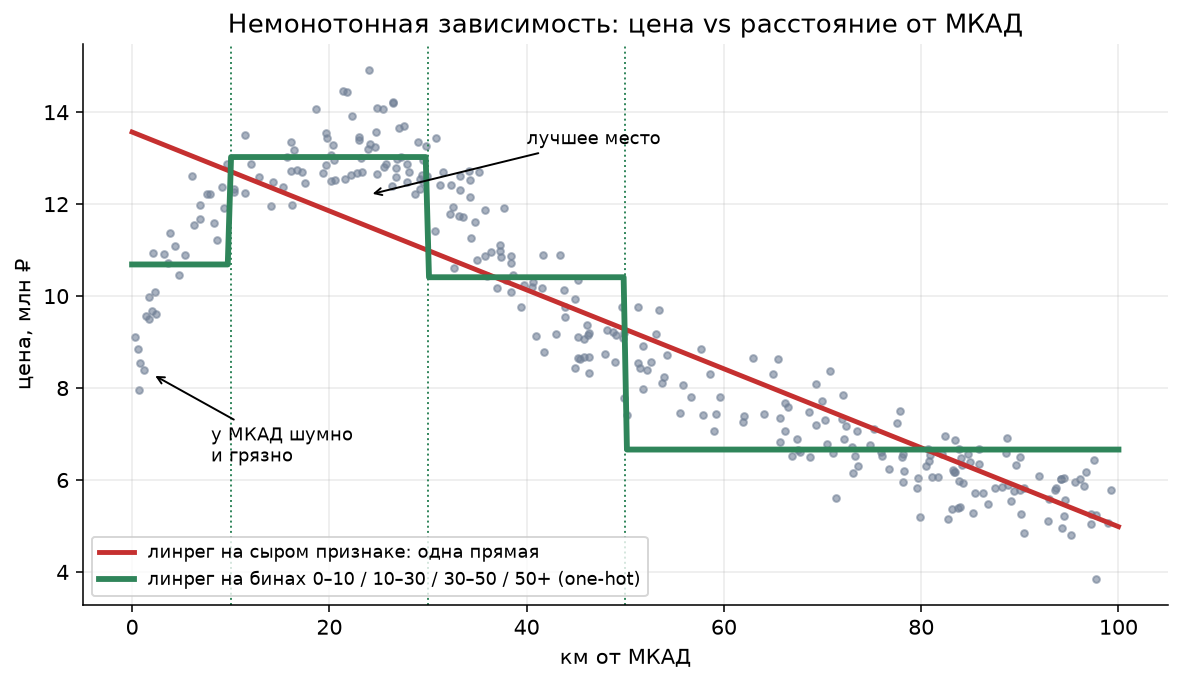 Немонотонная зависимость: цена vs расстояние от МКАД
цена, млн ₽
14
12
10
8
6
4
лучшее место
у МКАД шумно
и грязно
линрег на сыром признаке: одна прямая
линрег на бинах 0–10 / 10–30 / 30–50 / 50+ (one-hot)
0
20
40
60
80
100
км от МКАД